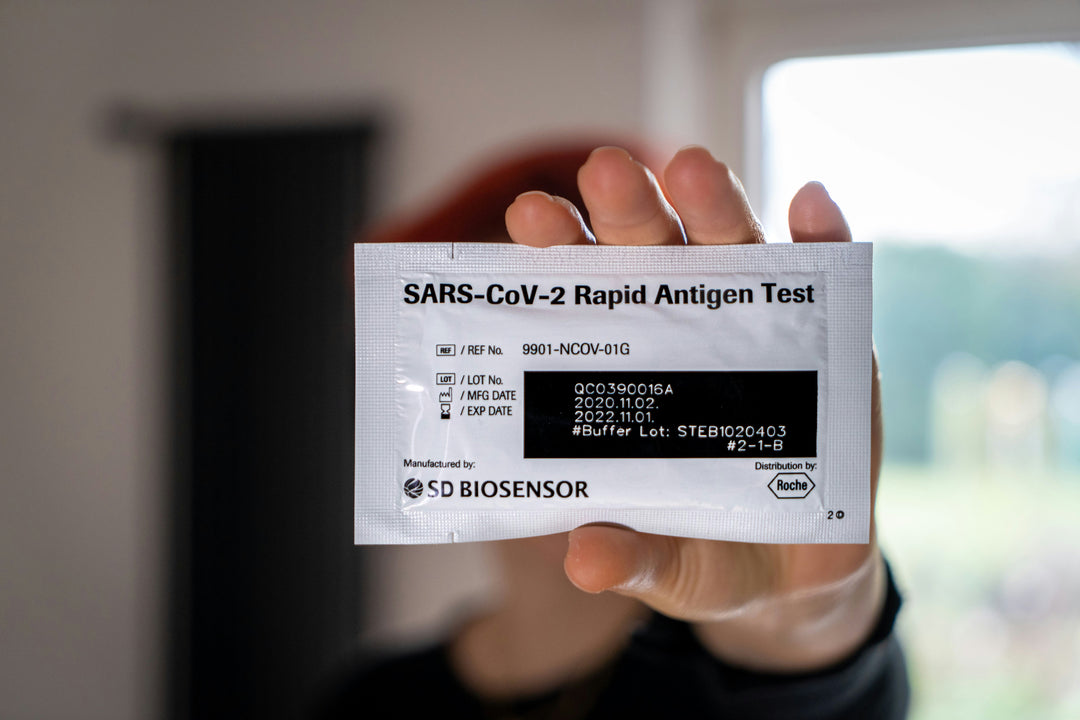 SARS-CoV-2 Rapid Antigen Test
REF / REF No. 9901-NCOV-01G
LOT / LOT No. QC0390016A
/ MFG DATE 2020.11.02.
/ EXP DATE 2022.11.01.
#Buffer Lot: STEB1020403
#2-1-B
Manufactured by: Distribution by:
SD BIOSENSOR Roche
2